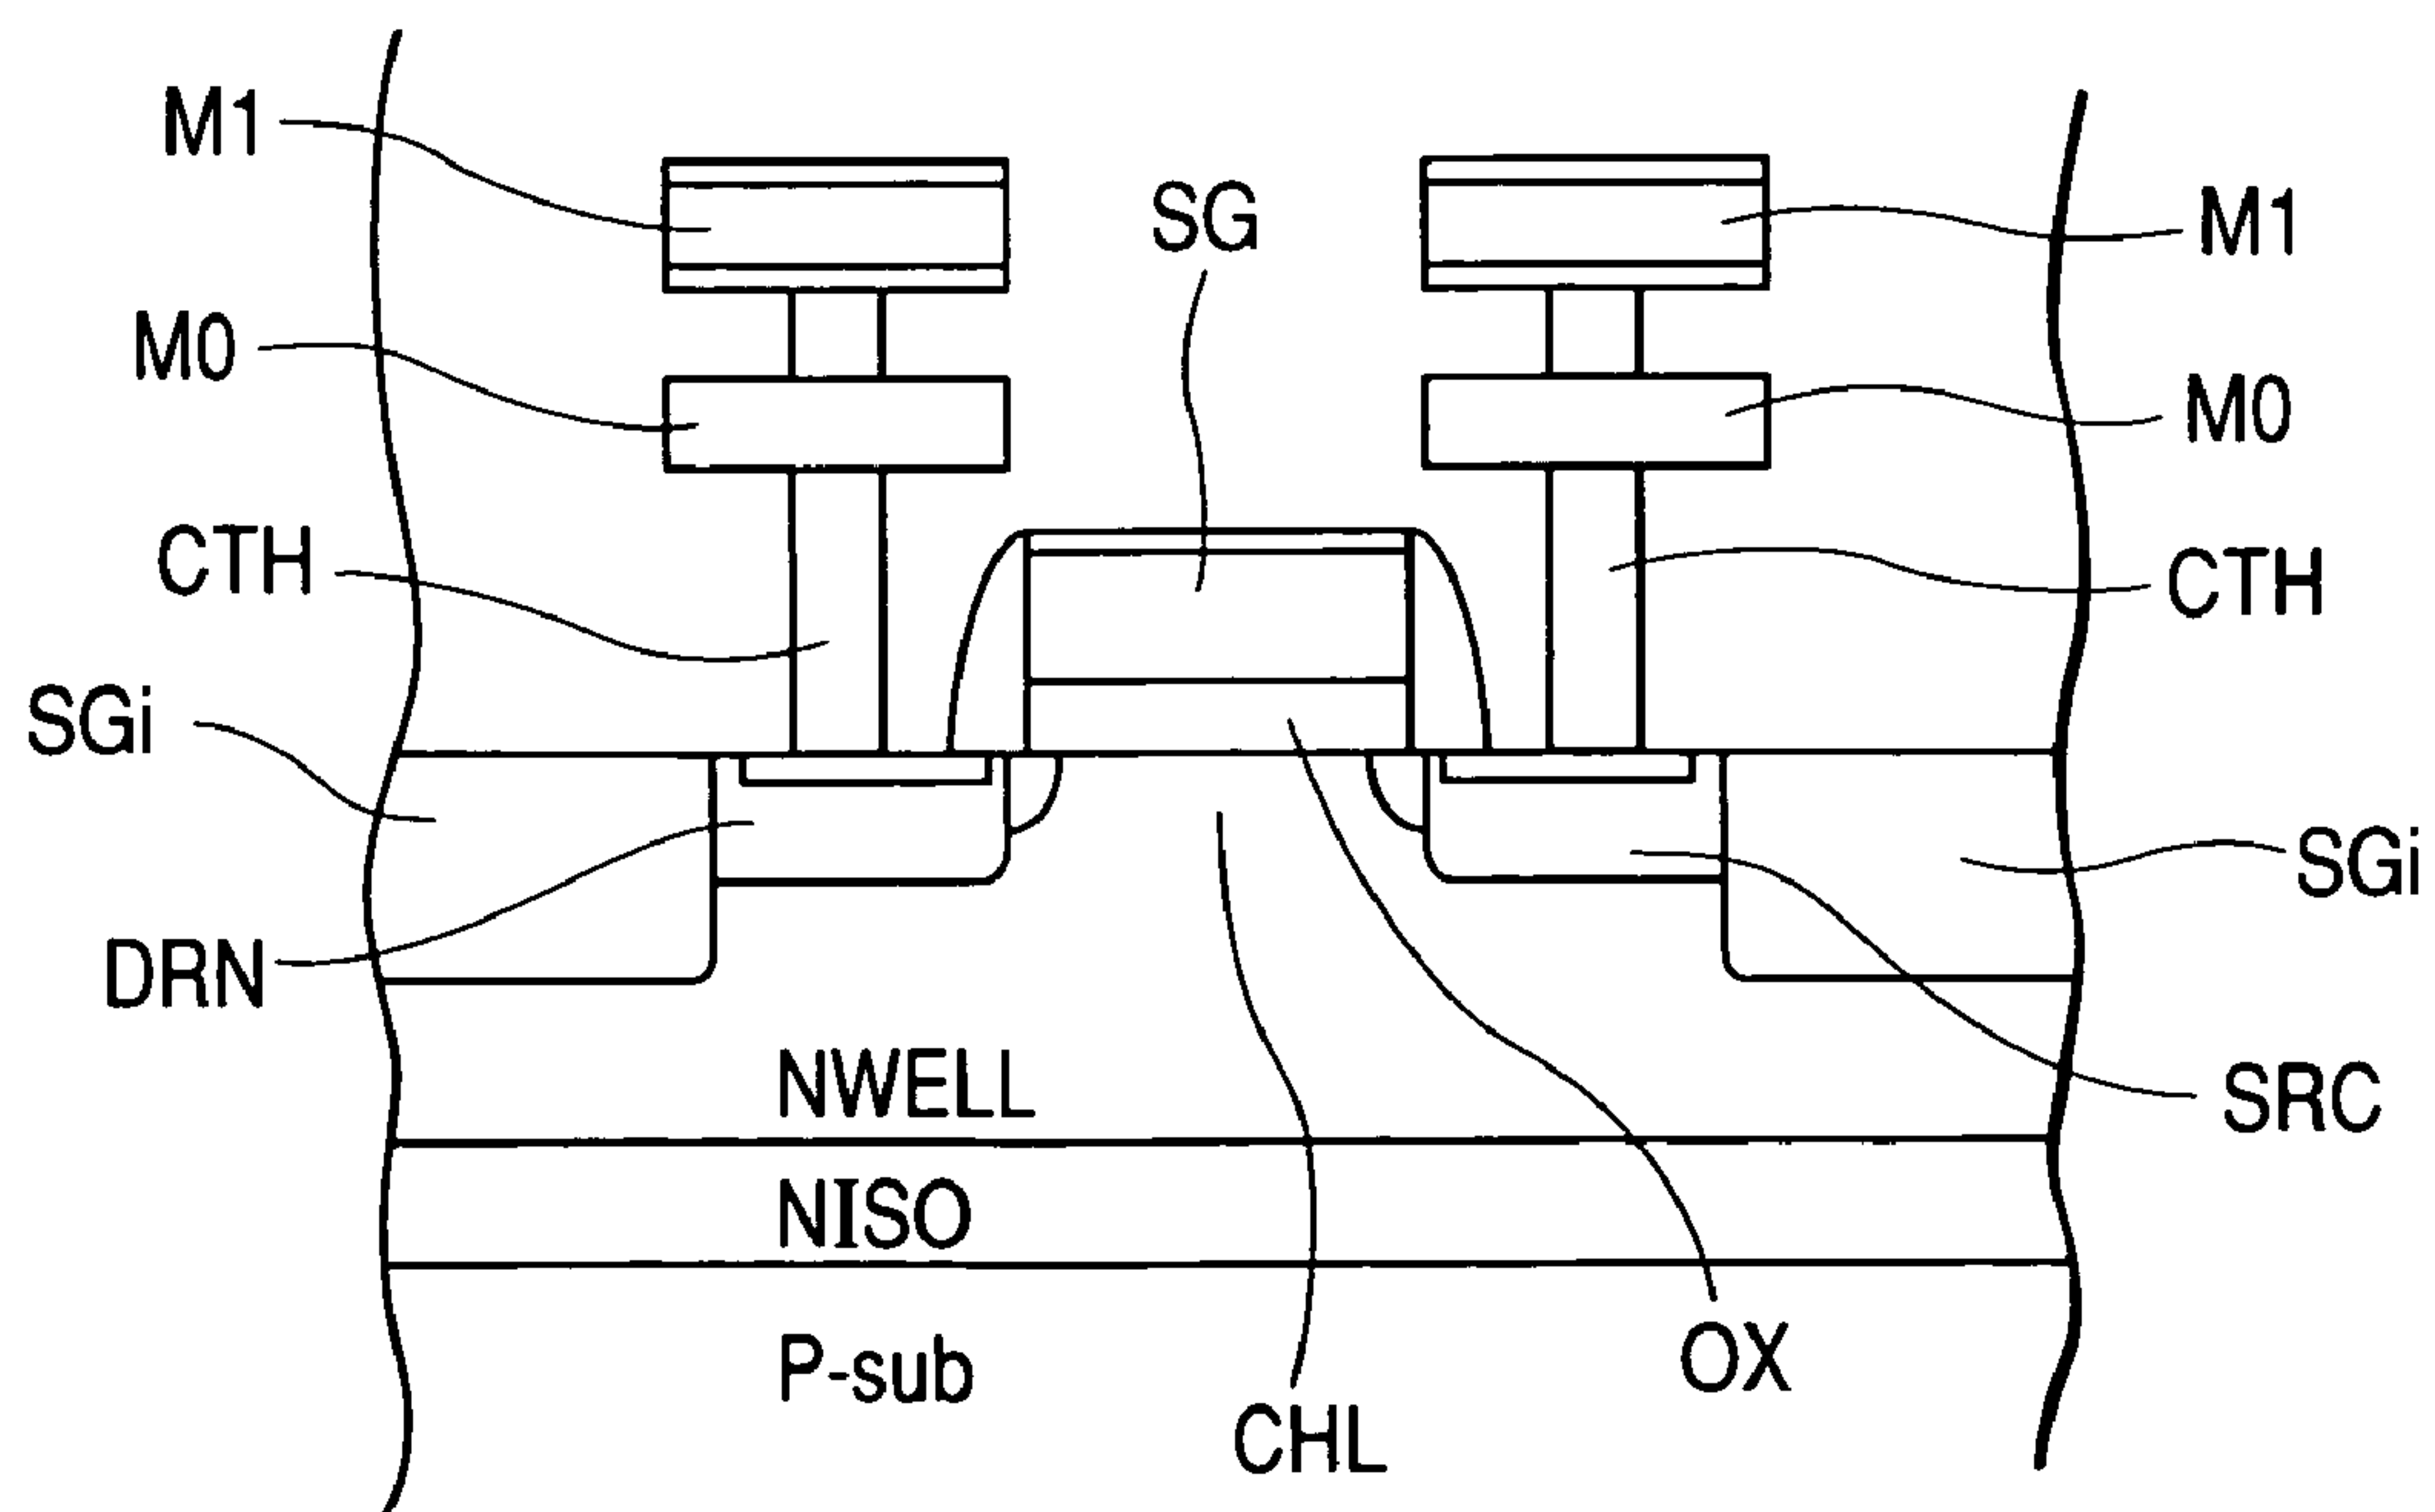 M1
SG
M1
M0
M0
CTH
CTH
SGi
SGi
DRN
NWELL
SRC
NISO
P-sub
OX
CHL